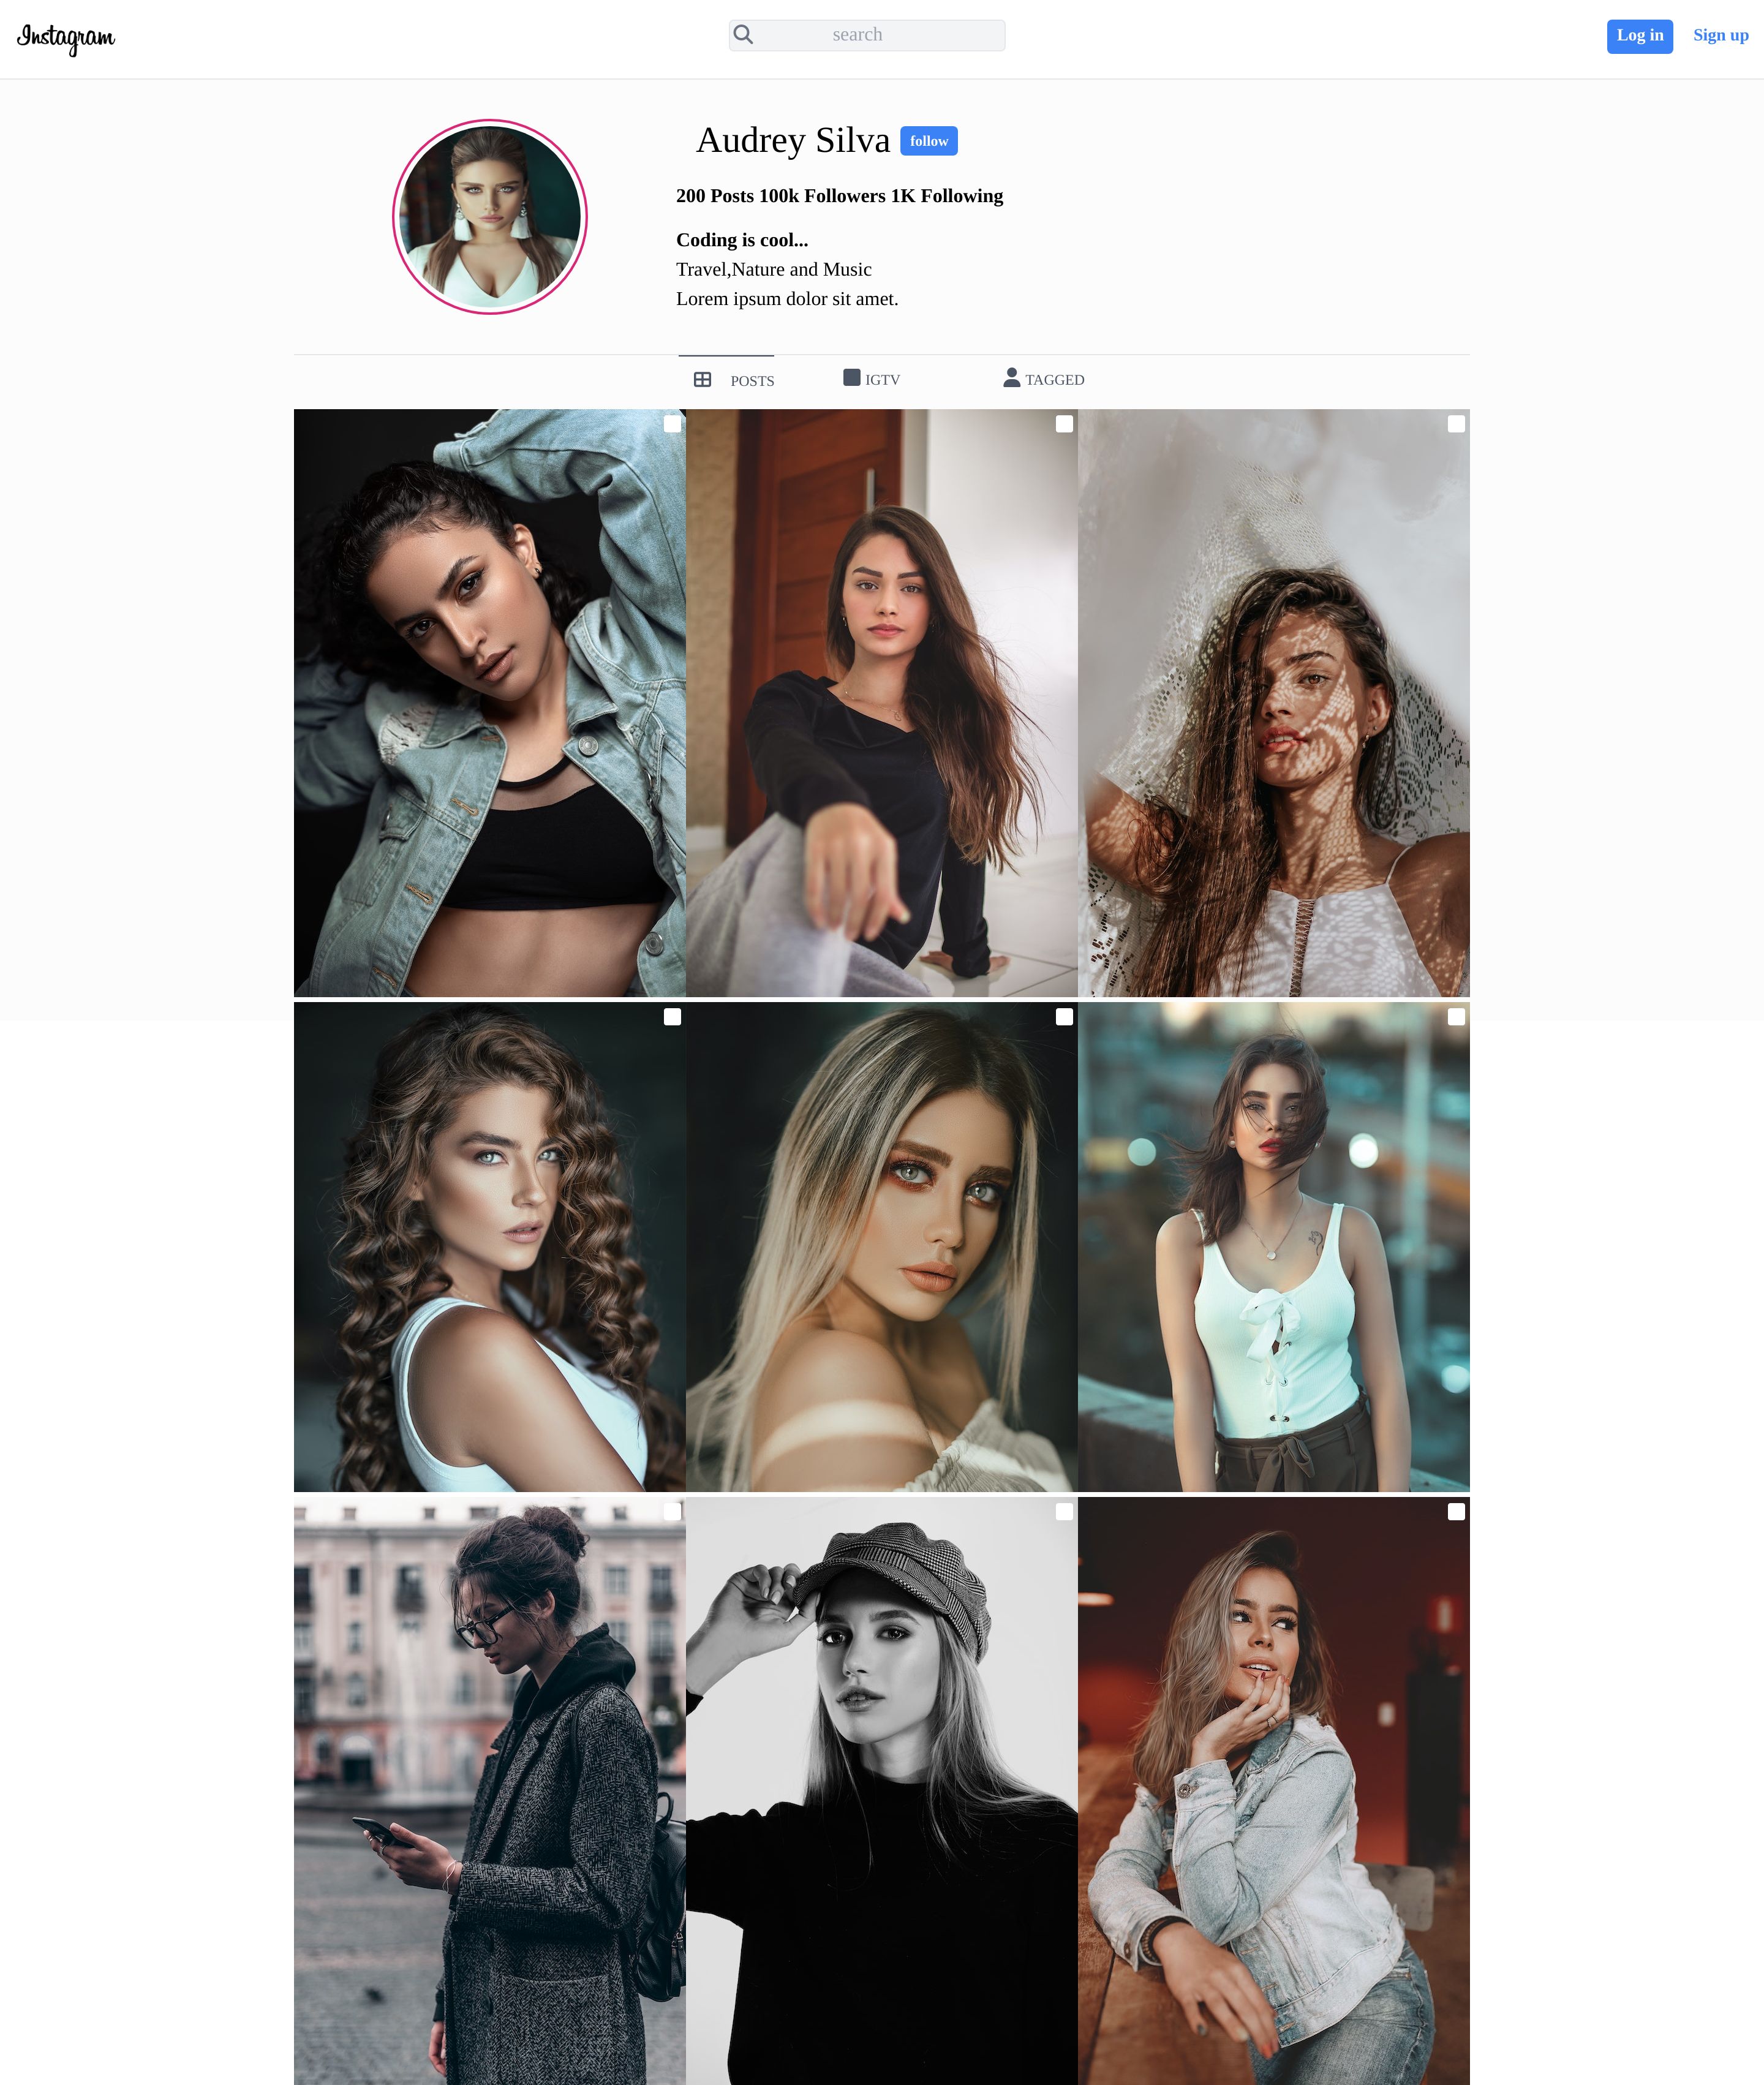 Instagram
search
Log in
Sign up
Audrey Silva
follow
200 Posts 100k Followers 1K Following
Coding is cool...
Travel,Nature and Music
Lorem ipsum dolor sit amet.
POSTS
IGTV
TAGGED